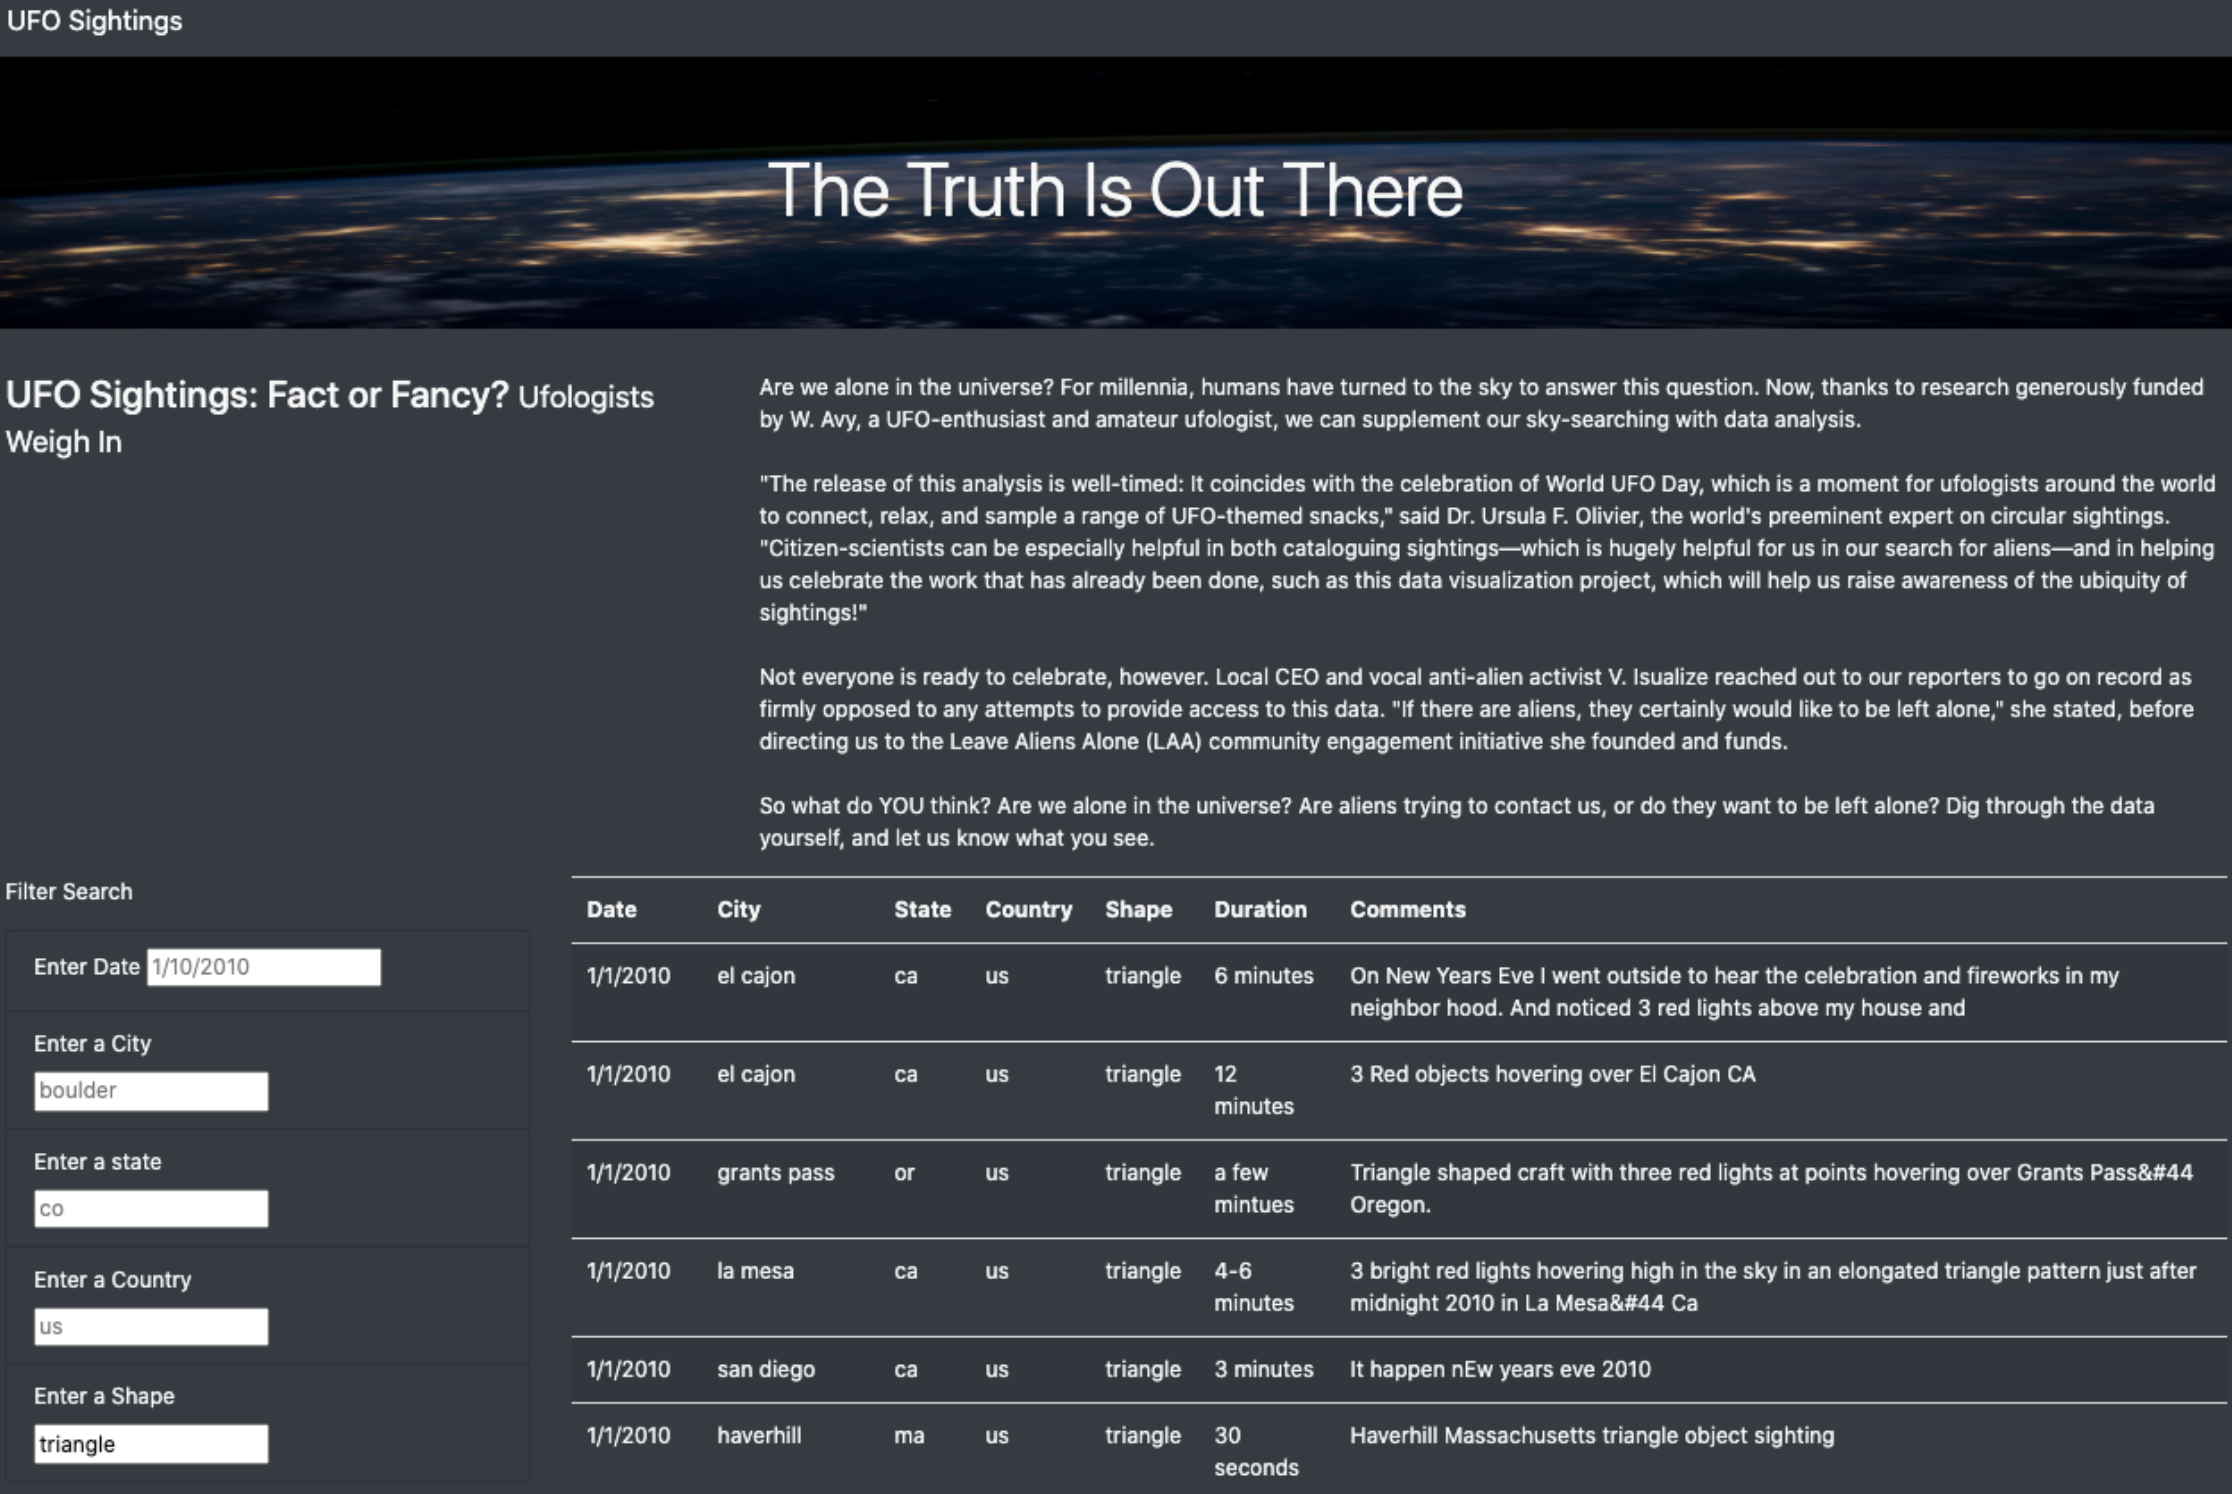 UFO Sightings
The Truth Is Out There
UFO Sightings: Fact or Fancy? Ufologists
Weigh In
Are we alone in the universe? For millennia, humans have turned to the sky to answer this question. Now, thanks to research generously funded
by W. Avy, a UFO-enthusiast and amateur ufologist, we can supplement our sky-searching with data analysis.
"The release of this analysis is well-timed: It coincides with the celebration of World UFO Day, which is a moment for ufologists around the world
to connect, relax, and sample a range of UFO-themed snacks," said Dr. Ursula F. Olivier, the world's preeminent expert on circular sightings.
"Citizen-scientists can be especially helpful in both cataloguing sightings—which is hugely helpful for us in our search for aliens—and in helping
us celebrate the work that has already been done, such as this data visualization project, which will help us raise awareness of the ubiquity of
sightings!"
Not everyone is ready to celebrate, however. Local CEO and vocal anti-alien activist V. Isualize reached out to our reporters to go on record as
firmly opposed to any attempts to provide access to this data. "If there are aliens, they certainly would like to be left alone," she stated, before
directing us to the Leave Aliens Alone (LAA) community engagement initiative she founded and funds.
So what do YOU think? Are we alone in the universe? Are aliens trying to contact us, or do they want to be left alone? Dig through the data
yourself, and let us know what you see.
Filter Search
Enter Date 1/10/2010
Enter a City
boulder
Enter a state
co
Enter a Country
us
Enter a Shape
triangle
Date City State Country Shape Duration Comments
1/1/2010 el cajon ca us triangle 6 minutes On New Years Eve I went outside to hear the celebration and fireworks in my
neighbor hood. And noticed 3 red lights above my house and
1/1/2010 el cajon ca us triangle 12 3 Red objects hovering over El Cajon CA
minutes
1/1/2010 grants pass or us triangle a few Triangle shaped craft with three red lights at points hovering over Grants Pass&#44
mintues Oregon.
1/1/2010 la mesa ca us triangle 4-6 3 bright red lights hovering high in the sky in an elongated triangle pattern just after
minutes midnight 2010 in La Mesa&#44 Ca
1/1/2010 san diego ca us triangle 3 minutes It happen nEw years eve 2010
1/1/2010 haverhill ma us triangle 30 Haverhill Massachusetts triangle object sighting
seconds